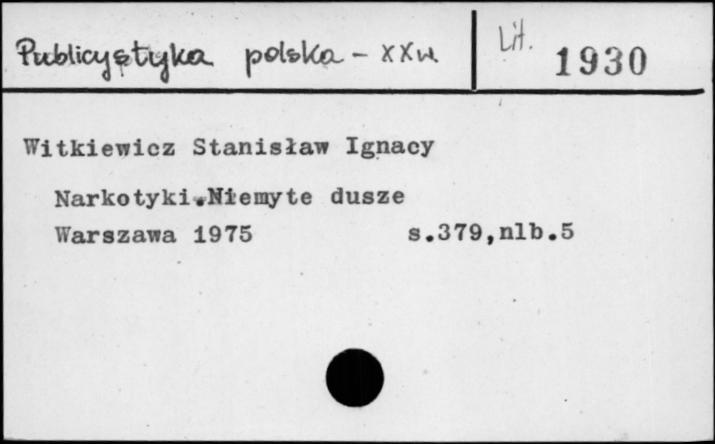 Publicystyka polska - XXw. Lit. 1930
Witkiewicz Stanisław Ignacy
Narkotyki.Niemyte dusze
Warszawa 1975 s.379,nlb.5